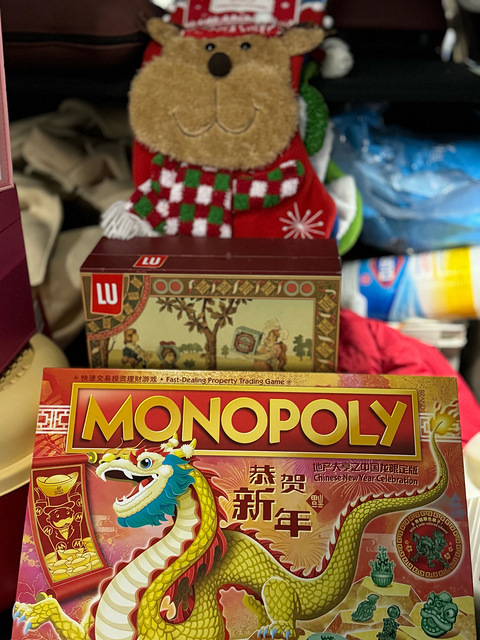 LU
LU
快速交易投资理财游戏 • Fast-Dealing Property Trading Game
MONOPOLY
恭贺
新年
地产大亨之中国龙限定版
Chinese New Year Celebration